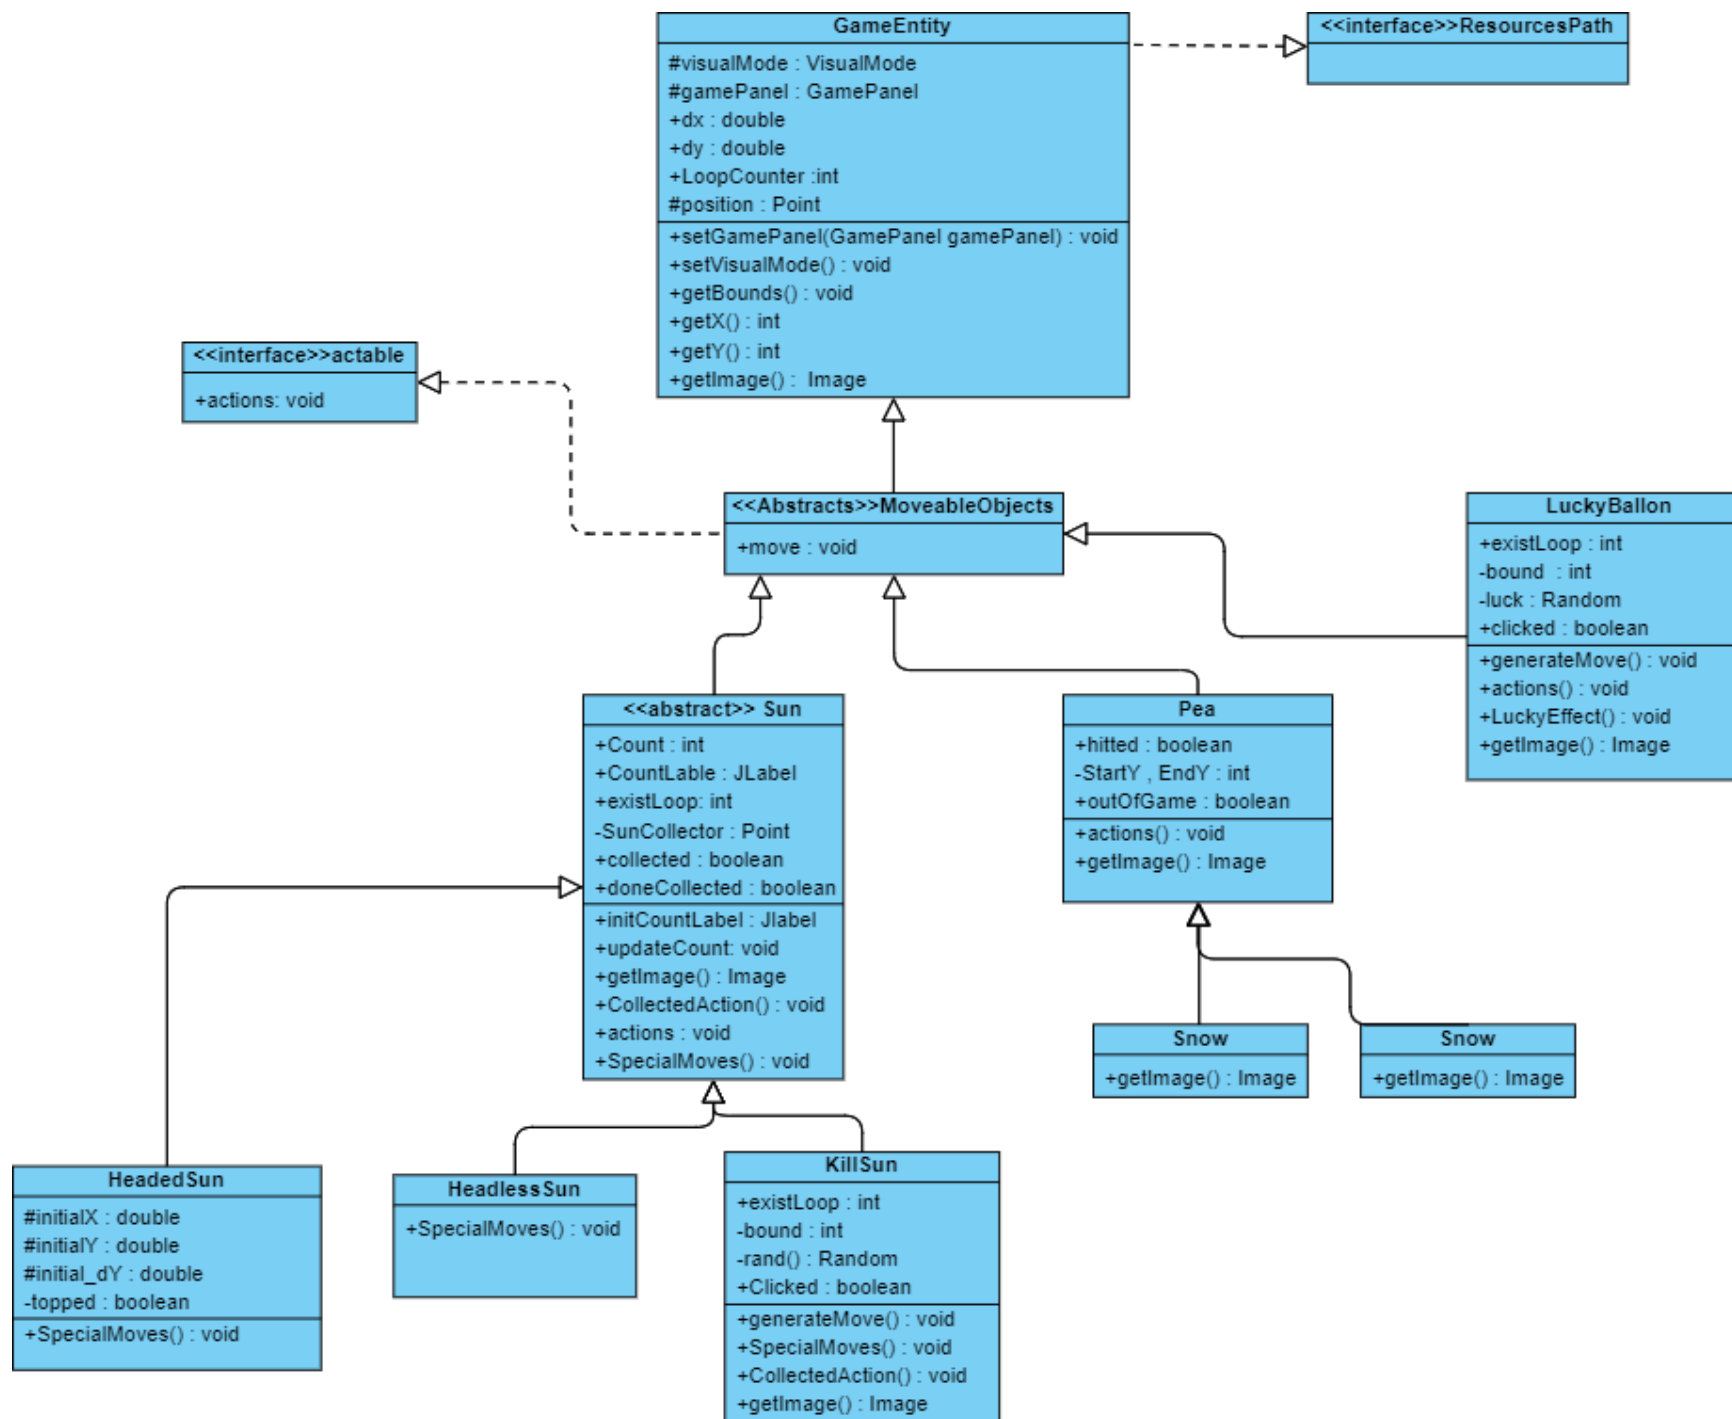 GameEntity
#visualMode : VisualMode
#gamePanel : GamePanel
+dx : double
+dy : double
+LoopCounter :int
#position : Point
+setGamePanel(GamePanel gamePanel) : void
+setVisualMode() : void
+getBounds() : void
+getX() : int
+getY() : int
+getImage() : Image
<<interface>>ResourcesPath
<<interface>>actable
+actions: void
<<Abstracts>>MoveableObjects
+move : void
LuckyBallon
+existLoop : int
-bound : int
-luck : Random
+clicked : boolean
+generateMove() : void
+actions() : void
+LuckyEffect() : void
+getImage() : Image
<<abstract>> Sun
+Count : int
+CountLable : JLabel
+existLoop: int
-SunCollector : Point
+collected : boolean
+doneCollected : boolean
+initCountLabel : Jlabel
+updateCount: void
+getImage() : Image
+CollectedAction() : void
+actions : void
+SpecialMoves() : void
Pea
+hitted : boolean
-StartY , EndY : int
+outOfGame : boolean
+actions() : void
+getImage() : Image
Snow
+getImage() : Image
Snow
+getImage() : Image
HeadedSun
#initialX : double
#initialY : double
#initial_dY : double
-topped : boolean
+SpecialMoves() : void
HeadlessSun
+SpecialMoves() : void
KillSun
+existLoop : int
-bound : int
-rand() : Random
+Clicked : boolean
+generateMove() : void
+SpecialMoves() : void
+CollectedAction() : void
+getImage() : Image